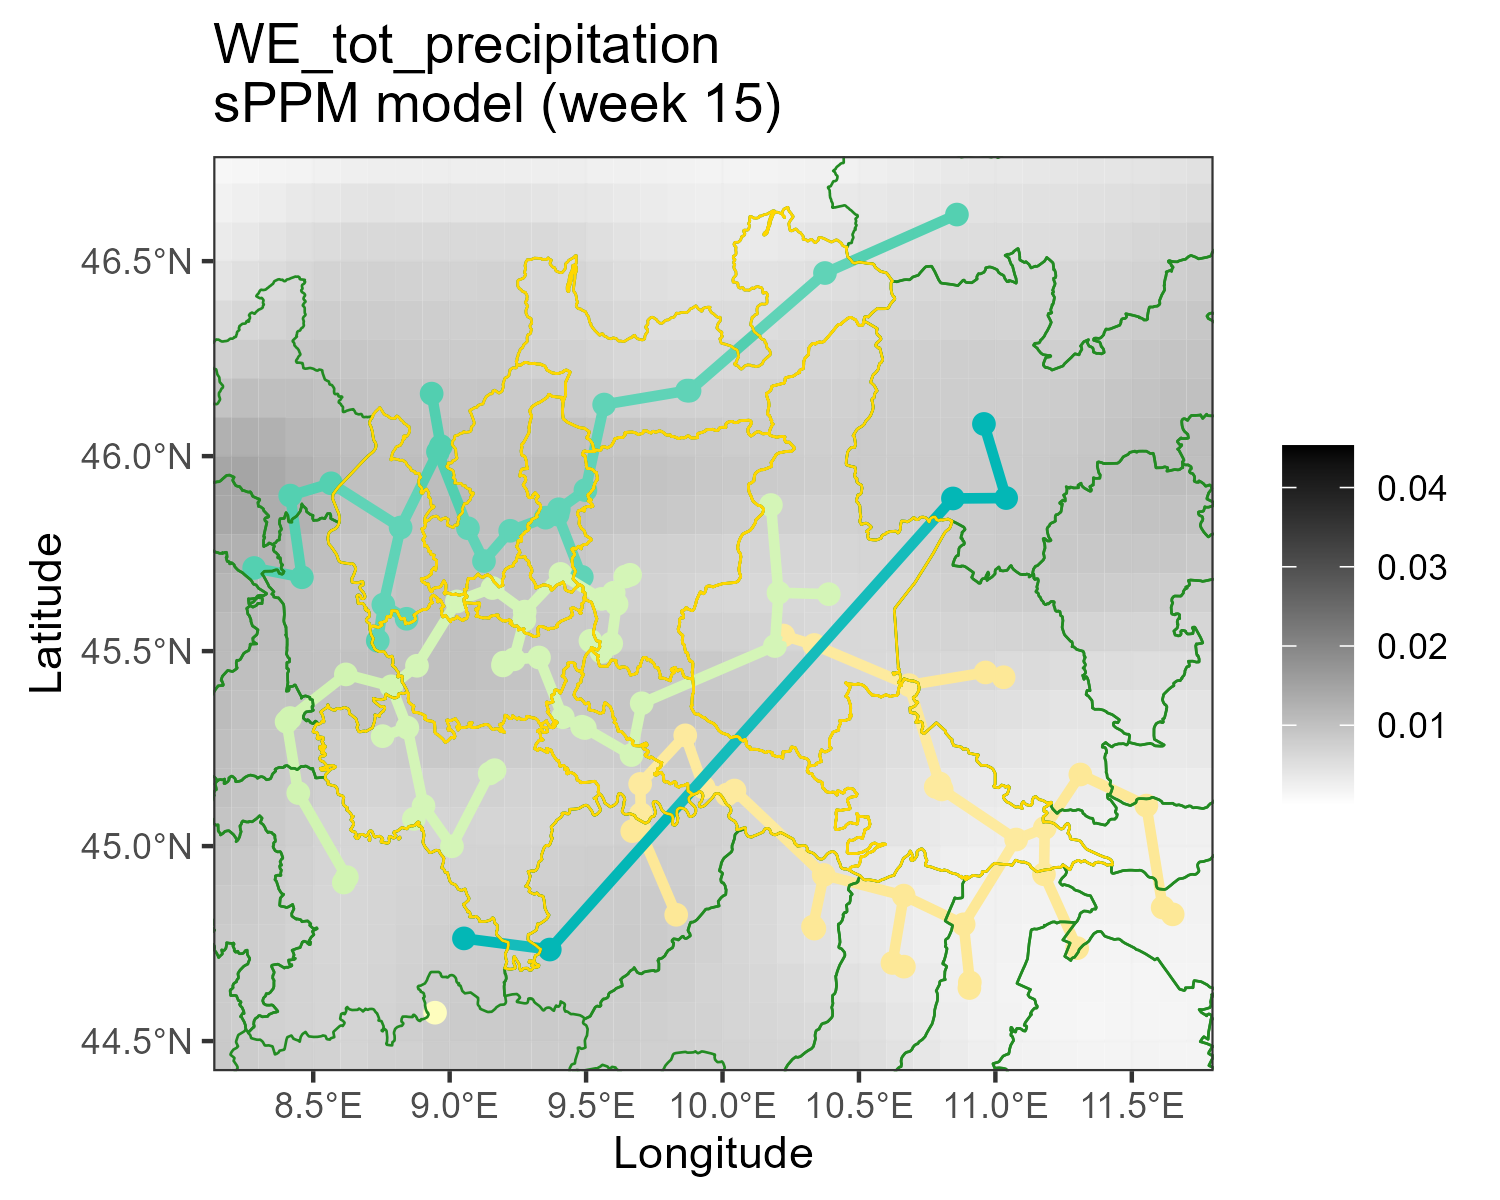 WE_tot_precipitation
sPPM model (week 15)
Latitude
46.5°N
46.0°N
45.5°N
45.0°N
44.5°N
8.5°E 9.0°E 9.5°E 10.0°E 10.5°E 11.0°E 11.5°E
Longitude
0.04
0.03
0.02
0.01